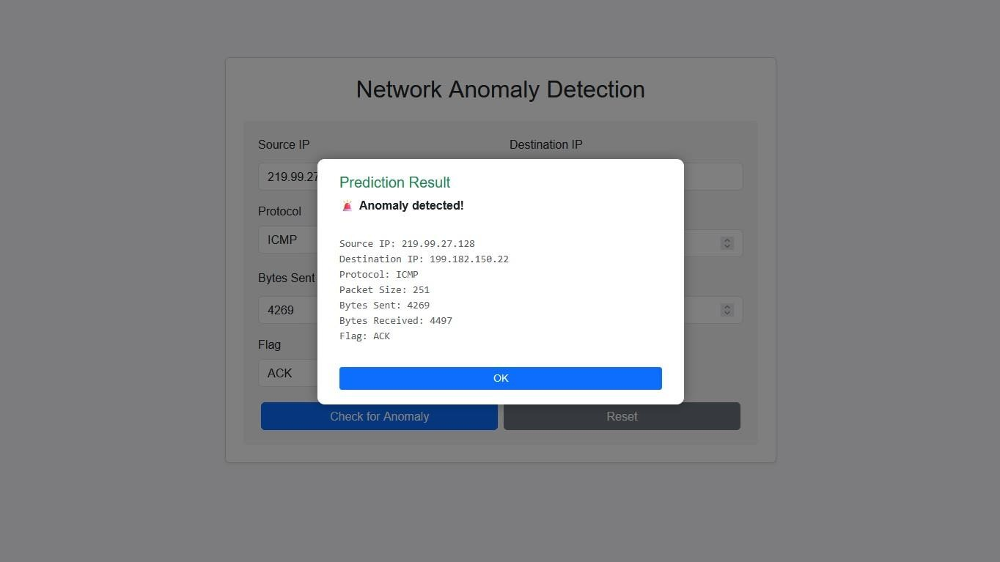 Network Anomaly Detection
Source IP
Destination IP
219.99.27
Prediction Result
Anomaly detected!
Protocol
ICMP
Source IP: 219.99.27.128
Destination IP: 199.182.150.22
Protocol: ICMP
Packet Size: 251
Bytes Sent: 4269
Bytes Received: 4497
Flag: ACK
Bytes Sent
4269
Flag
ACK
OK
Check for Anomaly
Reset